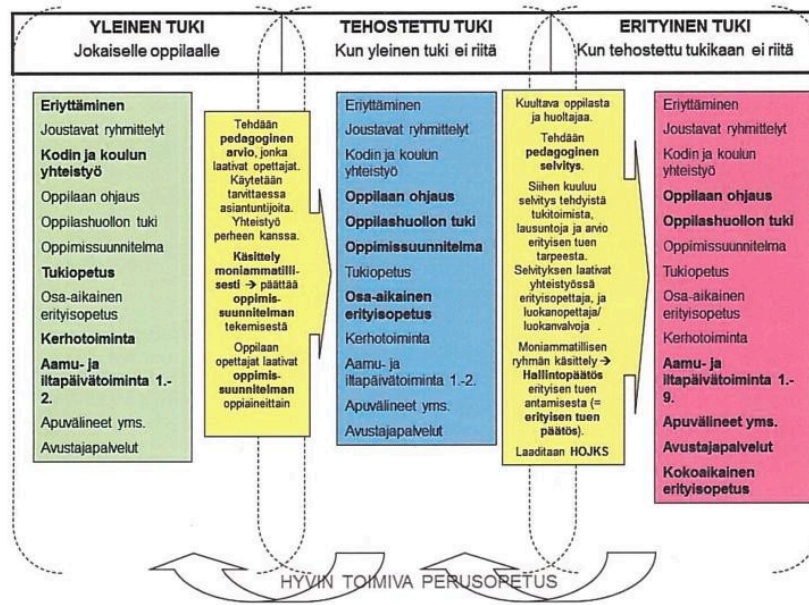 YLEINEN TUKI
Jokaiselle oppilaalle
TEHOSTETTU TUKI
Kun yleinen tuki ei riitä
ERITYINEN TUKI
Kun tehostettu tukikaan ei riitä
Eriyttäminen
Joustavat ryhmittelyt
Kodin ja koulun
yhteistyö
Oppilaan ohjaus
Oppilashuollon tuki
Oppimissuunnitelma
Tukiopetus
Osa-aikainen
erityisopetus
Kerhotoiminta
Aamu- ja
iltapäivätoiminta 1.-
2.
Apuvälineet yms.
Avustajapalvelut
Tehdään
pedagoginen
arvio, jonka
laativat opettajat.
Käytetään
tarvittaessa
asiantuntijoita.
Yhteistyö
perheen kanssa.
Käsittely
moniammatilli-
sesti → päättää
oppimis-
suunnitelman
tekemisestä
Oppilaan
opettajat laativat
oppimis-
suunnitelman
oppiaineittain
Eriyttäminen
Joustavat ryhmittelyt
Kodin ja koulun
yhteistyö
Oppilaan ohjaus
Oppilashuollon tuki
Oppimissuunnitelma
Tukiopetus
Osa-aikainen
erityisopetus
Kerhotoiminta
Aamu- ja
iltapäivätoiminta 1.-2.
Apuvälineet yms.
Avustajapalvelut
Kuultava oppilasta
ja huoltajaa.
Tehdään
pedagoginen
selvitys.
Siihen kuuluu
selvitys tehdyistä
tukitoimista,
lausuntoja ja arvio
erityisen tuen
tarpeesta.
Selvityksen laativat
yhteistyössä
erityisopettaja, ja
luokanopettaja/
luokanvalvoja .
Moniammatillisen
ryhmän käsittely →
Hallintopäätös
erityisen tuen
antamisesta (=
erityisen tuen
päätös).
Laaditaan HOJKS
Eriyttäminen
Joustavat ryhmittelyt
Kodin ja koulun
yhteistyö
Oppilaan ohjaus
Oppilashuollon tuki
Oppimissuunnitelma
Tukiopetus
Osa-aikainen
erityisopetus
Kerhotoiminta
Aamu- ja
iltapäivätoiminta 1.-
9.
Apuvälineet yms.
Avustajapalvelut
Kokoaikainen
erityisopetus
HYVIN TOIMIVA PERUSOPETUS